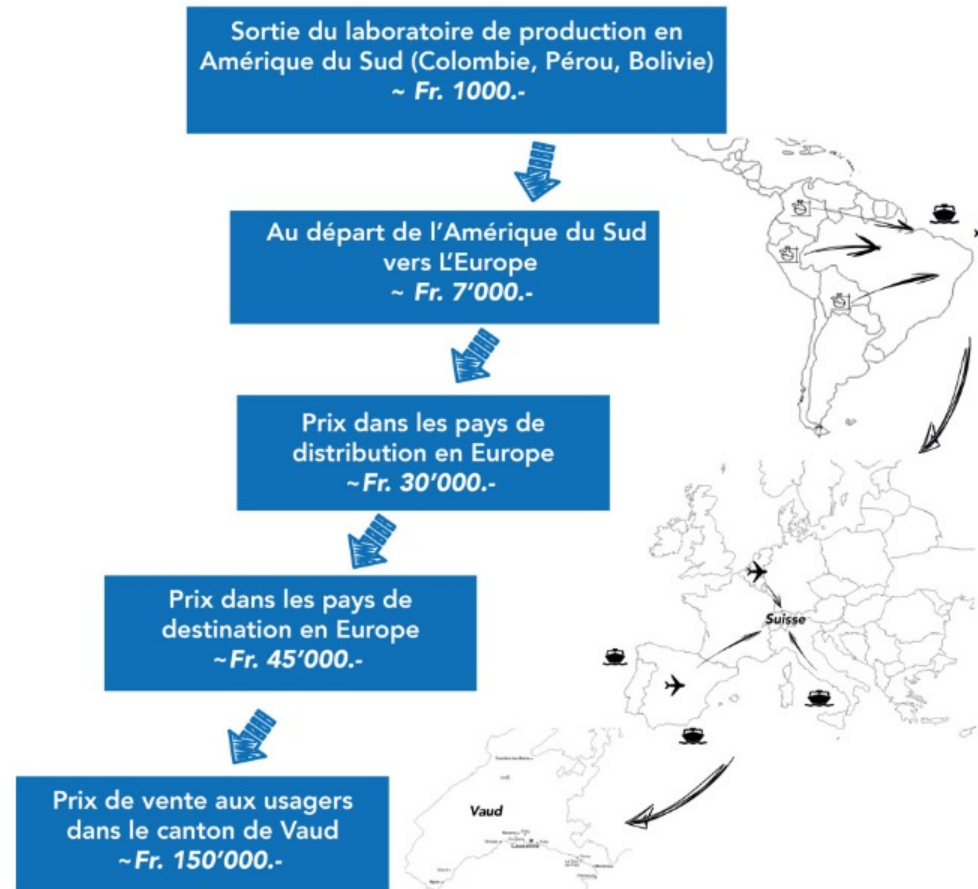 Sortie du laboratoire de production en
Amérique du Sud (Colombie, Pérou, Bolivie)
~ Fr. 1000.-
Au départ de l'Amérique du Sud
vers L'Europe
~ Fr. 7'000.-
Prix dans les pays de
distribution en Europe
~Fr. 30'000.-
Prix dans les pays de
destination en Europe
~Fr. 45'000.-
Suisse
Prix de vente aux usagers
dans le canton de Vaud
~Fr. 150'000.-
Vaud
Lausanne